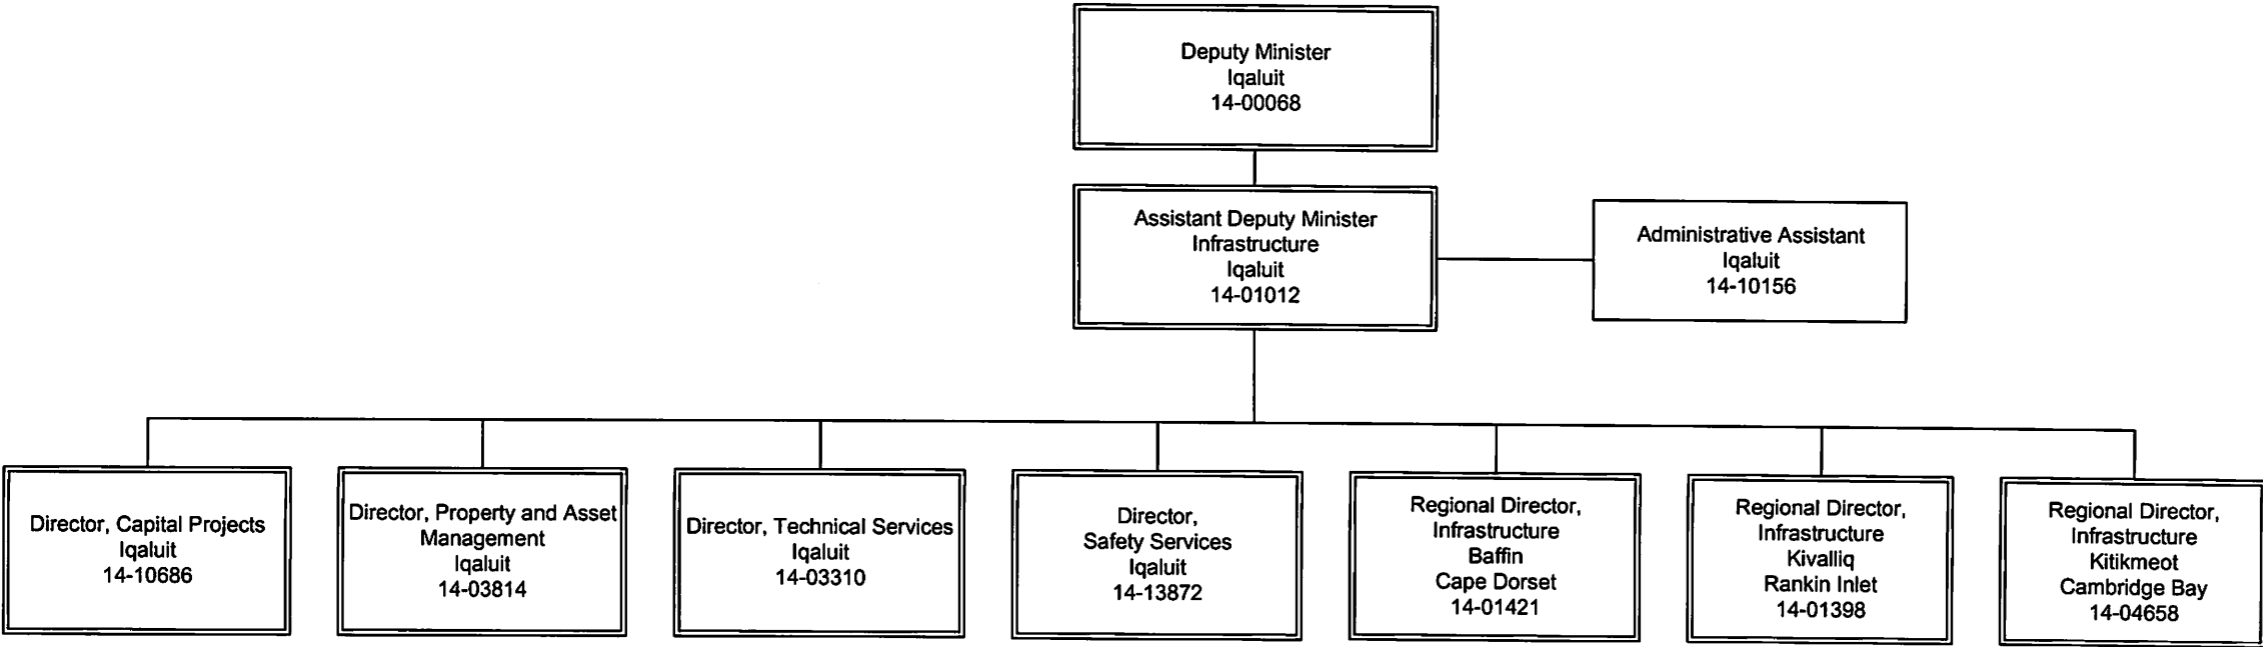 Deputy Minister
Iqaluit
14-00068
Assistant Deputy Minister
Infrastructure
Iqaluit
14-01012
Administrative Assistant
Iqaluit
14-10156
Director, Capital Projects
Iqaluit
14-10686
Director, Property and Asset
Management
Iqaluit
14-03814
Director, Technical Services
Iqaluit
14-03310
Director,
Safety Services
Iqaluit
14-13872
Regional Director,
Infrastructure
Baffin
Cape Dorset
14-01421
Regional Director,
Infrastructure
Kivalliq
Rankin Inlet
14-01398
Regional Director,
Infrastructure
Kitikmeot
Cambridge Bay
14-04658